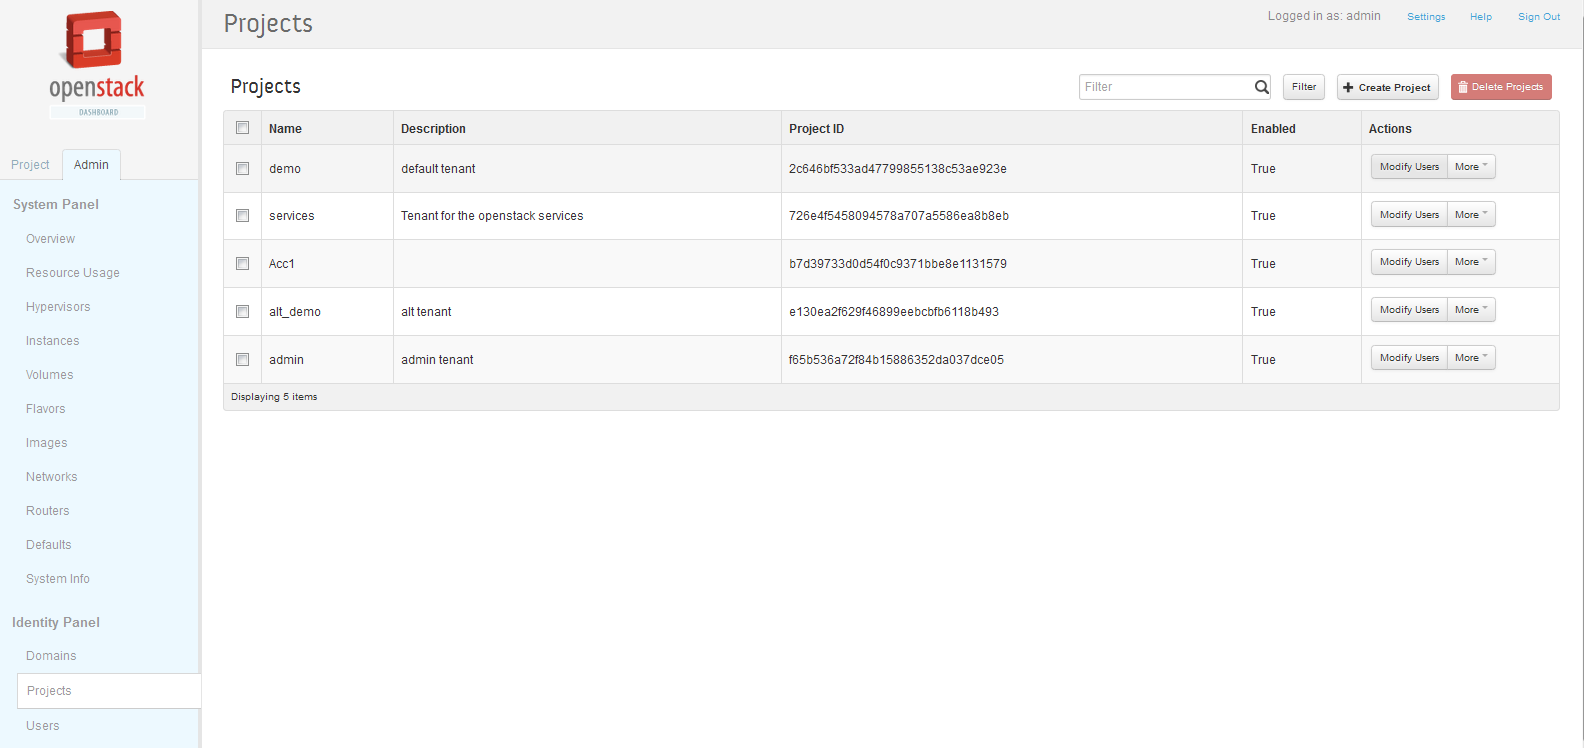 openstack
DASHBOARD
Project Admin
System Panel
Overview
Resource Usage
Hypervisors
Instances
Volumes
Flavors
Images
Networks
Routers
Defaults
System Info
Identity Panel
Domains
Projects
Users
Projects
Logged in as: admin Settings Help Sign Out
Projects
Filter Filter Create Project Delete Projects
Name Description Project ID Enabled Actions
demo default tenant 2c646bf533ad47799855138c53ae923e True Modify Users More
services Tenant for the openstack services 726e4f5458094578a707a5586ea8b8eb True Modify Users More
Acc1 b7d39733d0d54f0c9371bbe8e1131579 True Modify Users More
alt_demo alt tenant e130ea2f629f46899eebcbfb6118b493 True Modify Users More
admin admin tenant f65b536a72f84b15886352da037dce05 True Modify Users More
Displaying 5 items